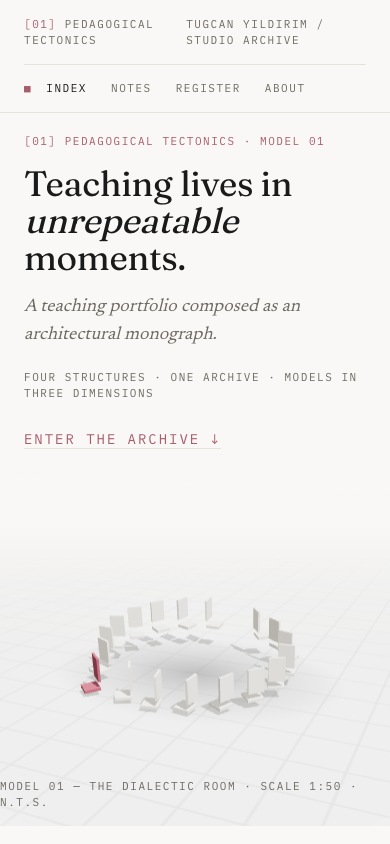 [01] PEDAGOGICAL TECTONICS
TUGCAN YILDIRIM / STUDIO ARCHIVE
INDEX NOTES REGISTER ABOUT
[01] PEDAGOGICAL TECTONICS · MODEL 01
Teaching lives in
unrepeatable
moments.
A teaching portfolio composed as an
architectural monograph.
FOUR STRUCTURES · ONE ARCHIVE · MODELS IN
THREE DIMENSIONS
ENTER THE ARCHIVE ↓
MODEL 01 — THE DIALECTIC ROOM · SCALE 1:50 ·
N.T.S.